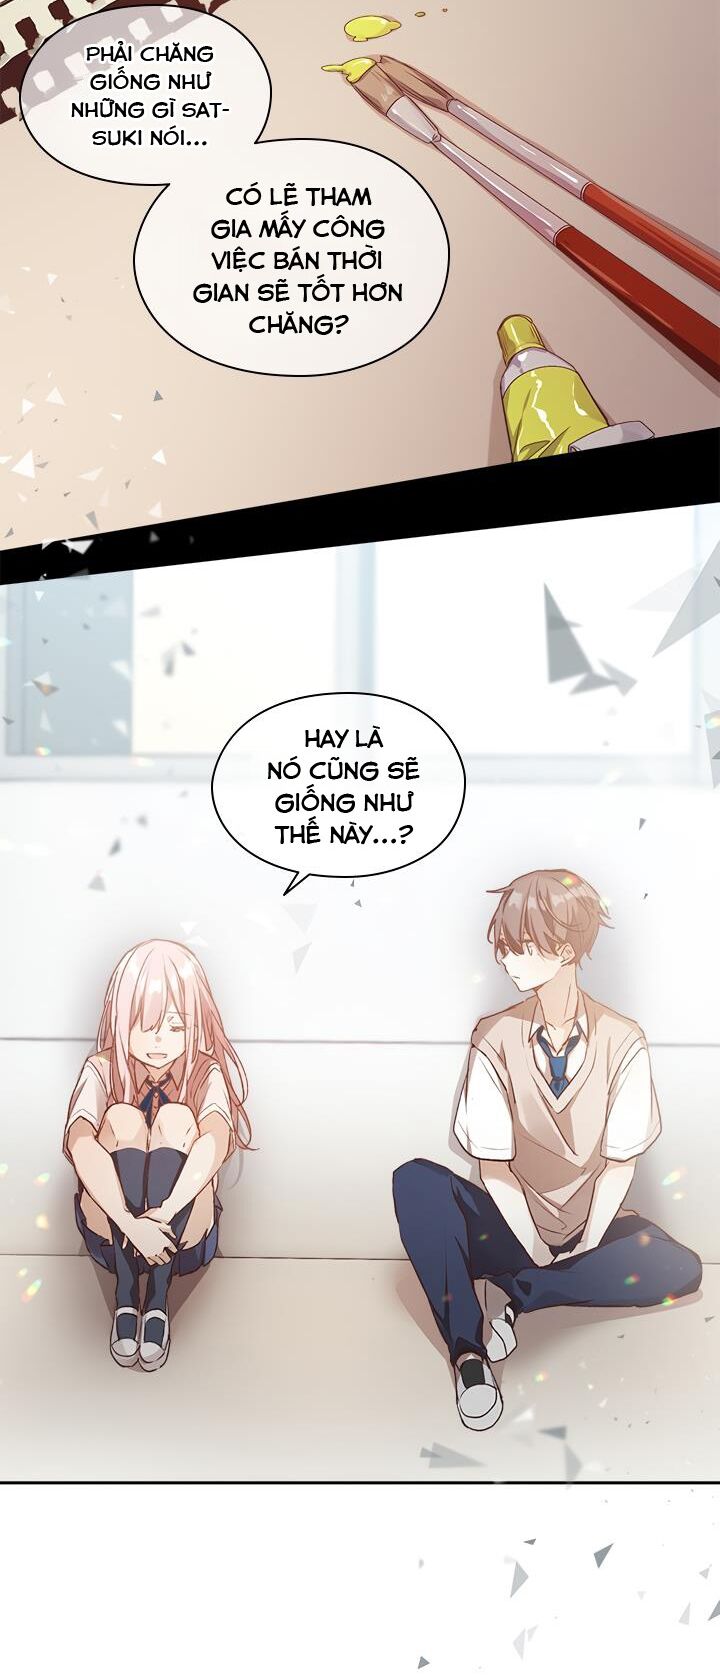 PHẢI CHĂNG
GIỐNG NHƯ
NHỮNG GÌ SAT-
SUKI NÓI...
CÓ LẼ THAM
GIA MẤY CÔNG
VIỆC BÁN THỜI
GIAN SẼ TỐT HƠN
CHĂNG?
HAY LÀ
NÓ CŨNG SẼ
GIỐNG NHƯ
THẾ NÀY...?